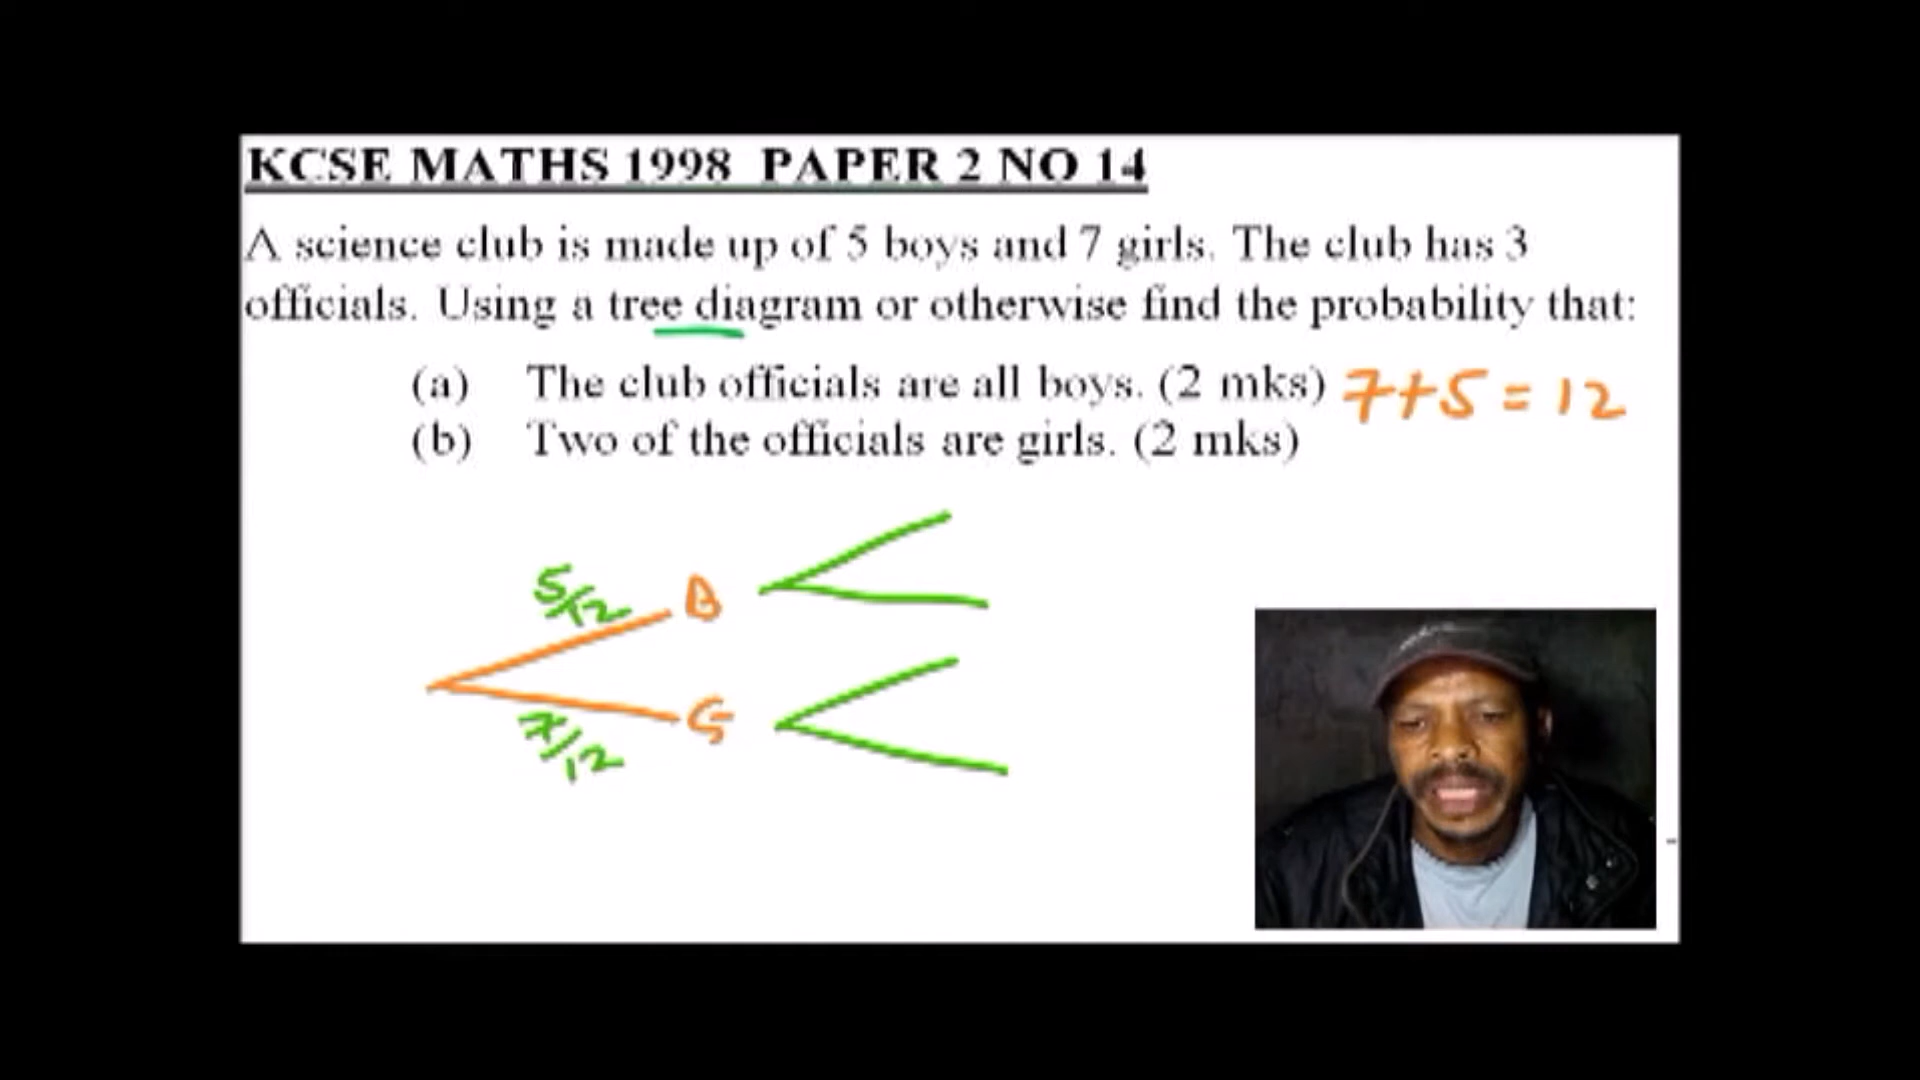 KCSE MATHS 1998 PAPER 2 NO 14
A science club is made up of 5 boys and 7 girls. The club has 3
officials. Using a tree diagram or otherwise find the probability that:
(a) The club officials are all boys. (2 mks) 7+5=12
(b) Two of the officials are girls. (2 mks)
5/12 B
7/12 G